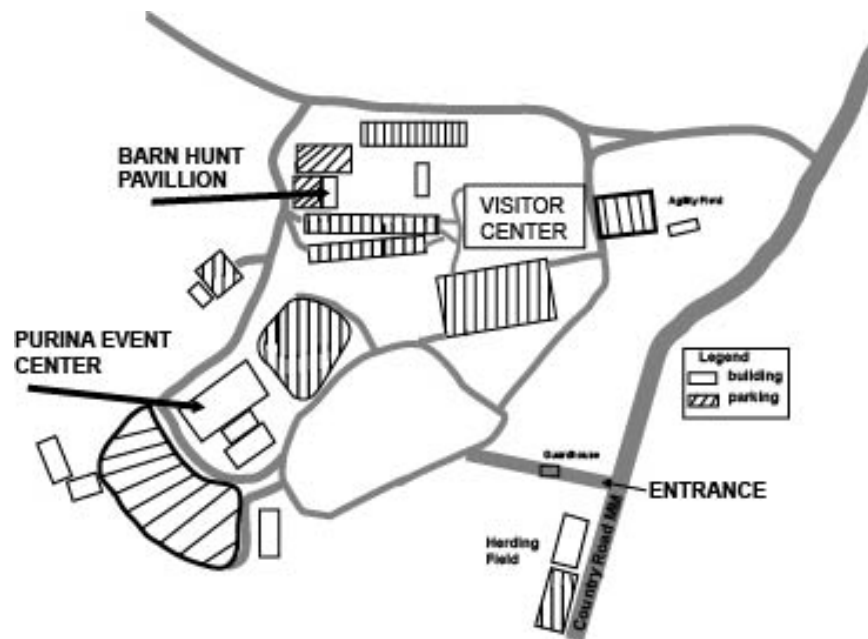 BARN HUNT
PAVILLION
VISITOR
CENTER
Agility Field
PURINA EVENT
CENTER
Legend
building
parking
Guardhouse
ENTRANCE
Herding
Field
Country Road MM